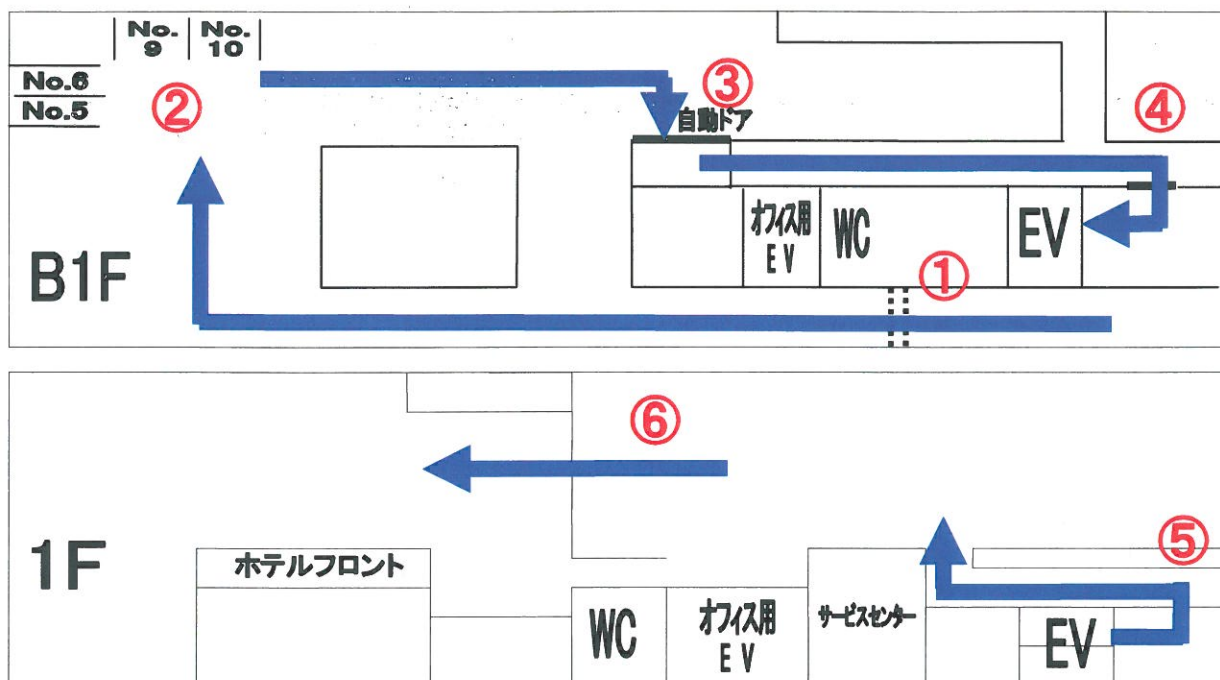 No.
9
No.
10
No.6
No.5
②
③
自動ドア
④
オフィス用
EV
WC
①
EV
B1F
⑥
1F
ホテルフロント
⑤
WC
オフィス用
EV
サービスセンター
EV